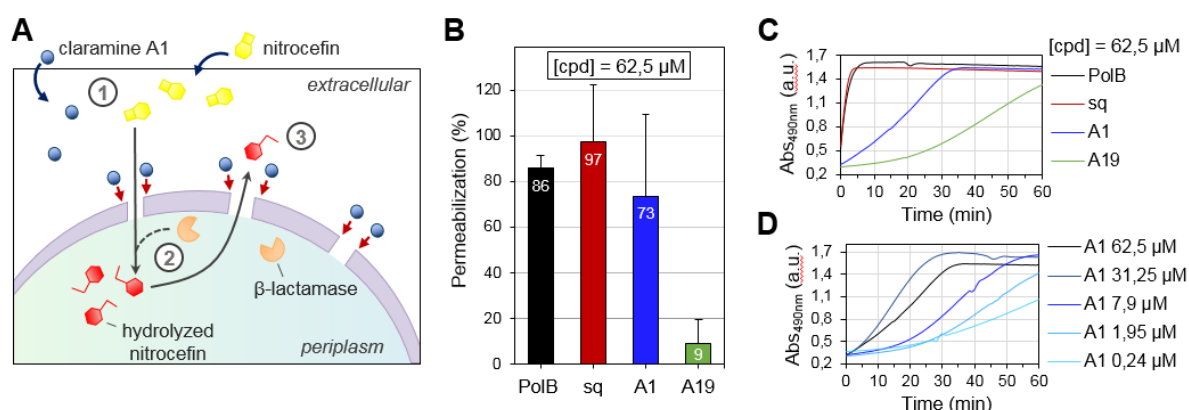 A
claramine A1
nitrocefin
extracellular
1
3
2
β-lactamase
hydrolyzed
nitrocefin
periplasm
B
[cpd] = 62,5 µM
Permeabilization (%)
120
100
80
60
40
20
0
86
97
73
9
PolB
sq
A1
A19
C
[cpd] = 62,5 µM
Abs490nm (a.u.)
1,7
1,4
1,1
0,8
0,5
0,2
0 10 20 30 40 50 60
Time (min)
PolB
sq
A1
A19
D
Abs490nm (a.u.)
1,7
1,4
1,1
0,8
0,5
0,2
0 10 20 30 40 50 60
Time (min)
A1 62,5 µM
A1 31,25 µM
A1 7,9 µM
A1 1,95 µM
A1 0,24 µM